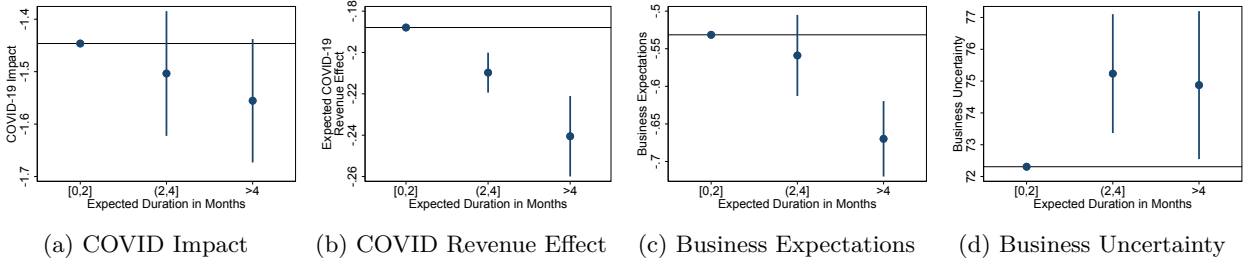 COVID-19 Impact
-1.4
-1.5
-1.6
-1.7
[0,2]
(2,4]
>4
Expected Duration in Months
(a) COVID Impact
Expected COVID-19
Revenue Effect
-.18
-.2
-.22
-.24
-.26
[0,2]
(2,4]
>4
Expected Duration in Months
(b) COVID Revenue Effect
Business Expectations
-.5
-.55
-.6
-.65
-.7
[0,2]
(2,4]
>4
Expected Duration in Months
(c) Business Expectations
Business Uncertainty
77
76
75
74
73
72
[0,2]
(2,4]
>4
Expected Duration in Months
(d) Business Uncertainty